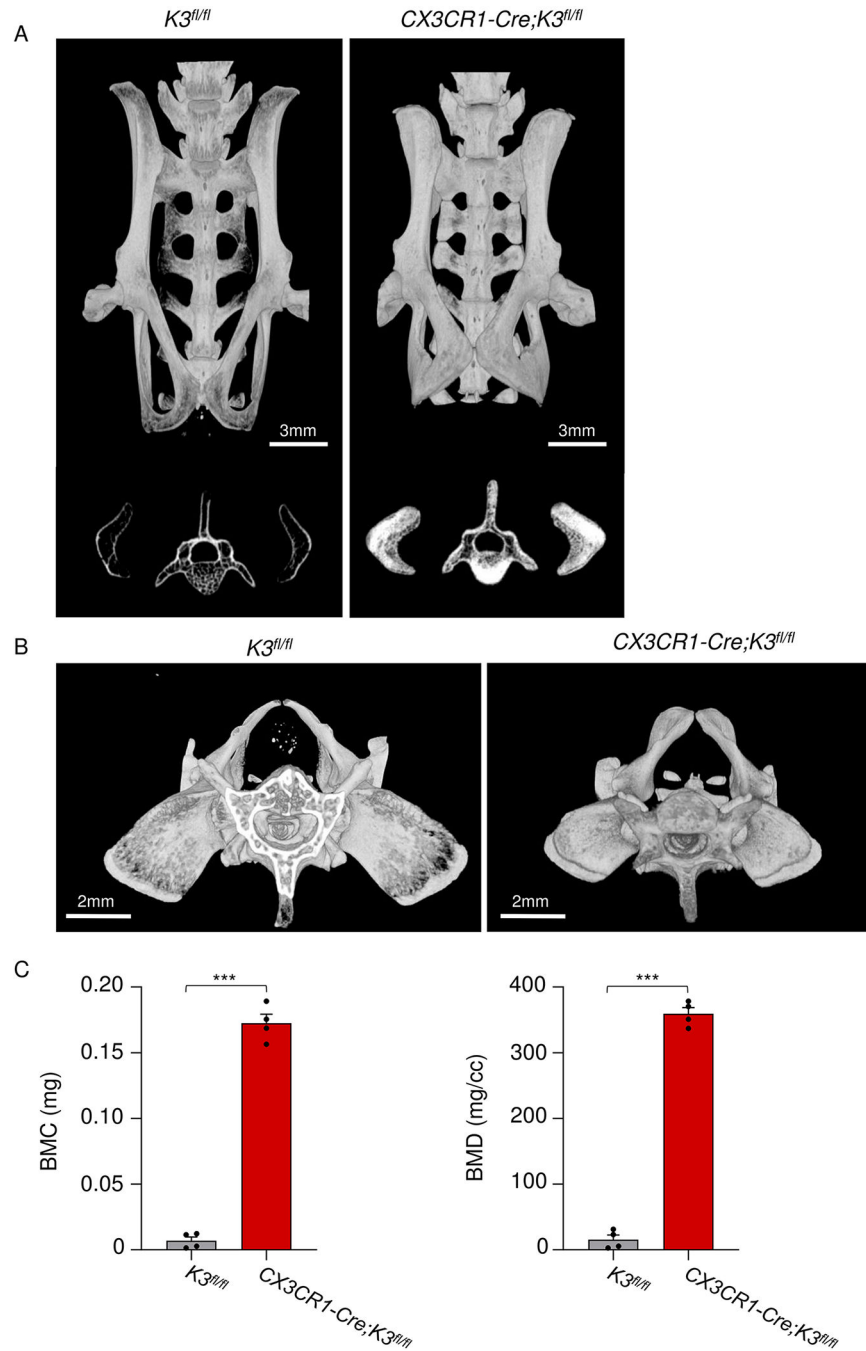 A
K3fl/fl
CX3CR1-Cre;K3fl/fl
3mm
3mm
B
K3fl/fl
CX3CR1-Cre;K3fl/fl
2mm
2mm
C
BMC (mg)
0.20
0.15
0.10
0.05
0
***
K3fl/fl
CX3CR1-Cre;K3fl/fl
BMD (mg/cc)
400
300
200
100
0
***
K3fl/fl
CX3CR1-Cre;K3fl/fl